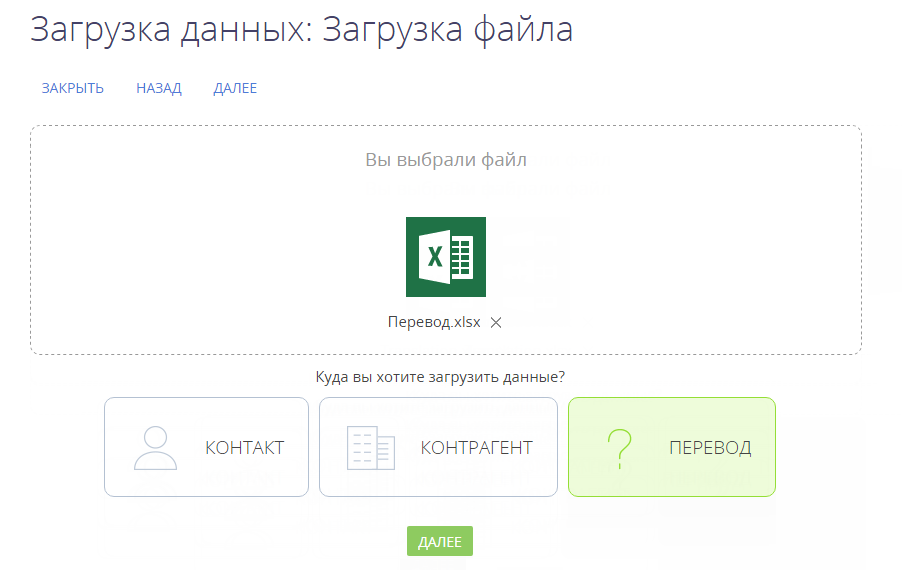 Загрузка данных: Загрузка файла
ЗАКРЫТЬ НАЗАД ДАЛЕЕ
Вы выбрали файл
X
Перевод.xlsx
Куда вы хотите загрузить данные?
КОНТАКТ КОНТРАГЕНТ ? ПЕРЕВОД
ДАЛЕЕ